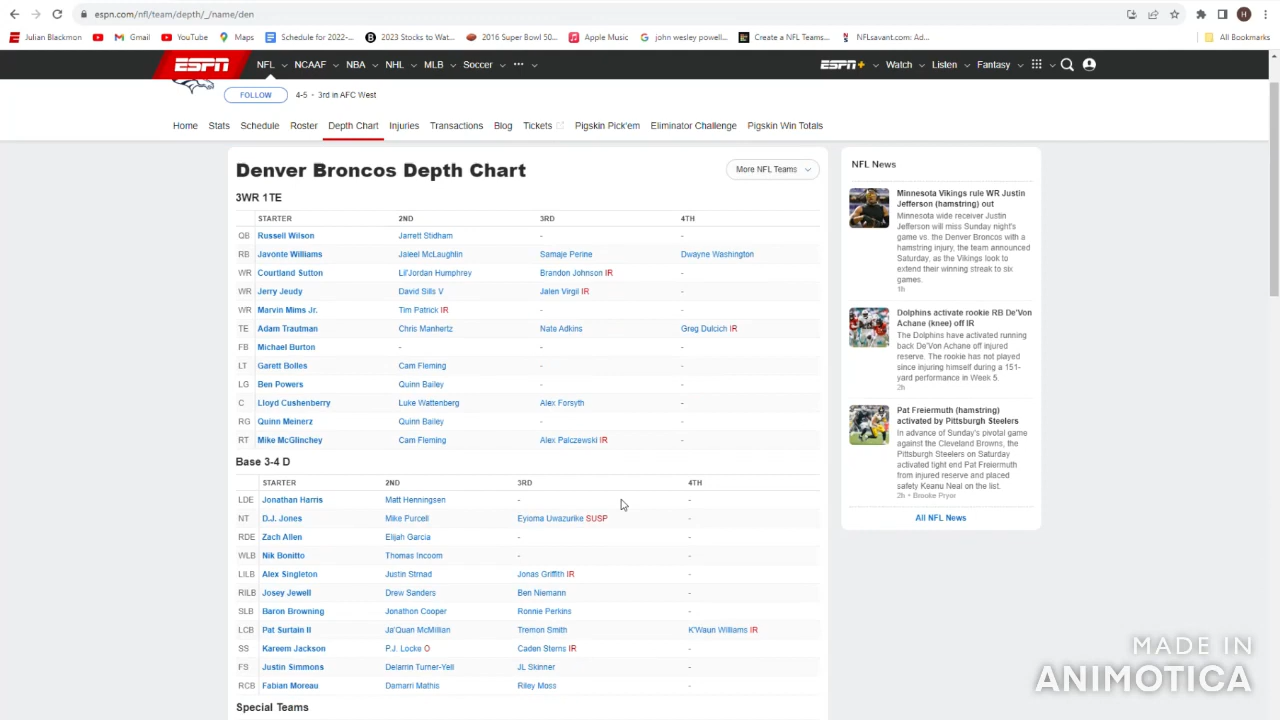 espn.com/nfl/team/depth/_/name/den
H
Julian Blackmon
Gmail
YouTube
Maps
Schedule for 2022-...
2023 Stocks to Wat...
2016 Super Bowl 50...
Apple Music
john wesley powell...
Create a NFL Teams...
NFLsavant.com: Ad...
All Bookmarks
ESPN NFL NCAAF NBA NHL MLB Soccer ••• ESPN+ Watch Listen Fantasy
FOLLOW 4-5 · 3rd in AFC West
Home Stats Schedule Roster Depth Chart Injuries Transactions Blog Tickets Pigskin Pick'em Eliminator Challenge Pigskin Win Totals
Denver Broncos Depth Chart
More NFL Teams
3WR 1TE
STARTER 2ND 3RD 4TH
QB Russell Wilson Jarrett Stidham - -
RB Javonte Williams Jaleel McLaughlin Samaje Perine Dwayne Washington
WR Courtland Sutton Lil'Jordan Humphrey Brandon Johnson IR -
WR Jerry Jeudy David Sills V Jalen Virgil IR -
WR Marvin Mims Jr. Tim Patrick IR - -
TE Adam Trautman Chris Manhertz Nate Adkins Greg Dulcich IR
FB Michael Burton - - -
LT Garett Bolles Cam Fleming - -
LG Ben Powers Quinn Bailey - -
C Lloyd Cushenberry Luke Wattenberg Alex Forsyth -
RG Quinn Meinerz Quinn Bailey - -
RT Mike McGlinchey Cam Fleming Alex Palczewski IR -
Base 3-4 D
STARTER 2ND 3RD 4TH
LDE Jonathan Harris Matt Henningsen - -
NT D.J. Jones Mike Purcell Eyioma Uwazurike SUSP -
RDE Zach Allen Elijah Garcia - -
WLB Nik Bonitto Thomas Incoom - -
LILB Alex Singleton Justin Strnad Jonas Griffith IR -
RILB Josey Jewell Drew Sanders Ben Niemann -
SLB Baron Browning Jonathon Cooper Ronnie Perkins -
LCB Pat Surtain II Ja'Quan McMillian Tremon Smith K'Waun Williams IR
SS Kareem Jackson P.J. Locke O Caden Sterns IR -
FS Justin Simmons Delarrin Turner-Yell JL Skinner -
RCB Fabian Moreau Damarri Mathis Riley Moss -
Special Teams
NFL News
Minnesota Vikings rule WR Justin
Jefferson (hamstring) out
Minnesota wide receiver Justin
Jefferson will miss Sunday night's
game vs. the Denver Broncos with a
hamstring injury, the team announced
Saturday, as the Vikings look to
extend their winning streak to six
games.
1h
Dolphins activate rookie RB De'Von
Achane (knee) off IR
The Dolphins have activated running
back De'Von Achane off injured
reserve. The rookie has not played
since injuring himself during a 151-
yard performance in Week 5.
2h
Pat Freiermuth (hamstring)
activated by Pittsburgh Steelers
In advance of Sunday's pivotal game
against the Cleveland Browns, the
Pittsburgh Steelers on Saturday
activated tight end Pat Freiermuth
from injured reserve and placed
safety Keanu Neal on the list.
2h • Brooke Pryor
All NFL News
MADE IN
ANIMOTICA